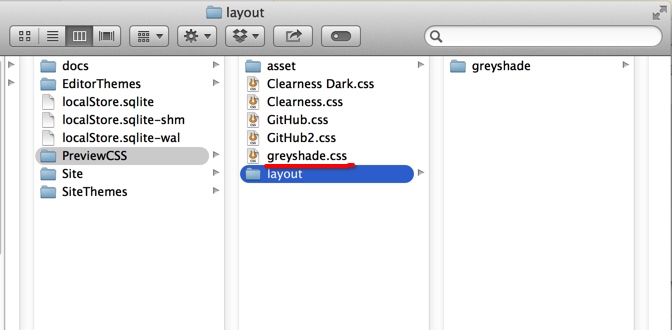 layout
docs
EditorThemes
localStore.sqlite
localStore.sqlite-shm
localStore.sqlite-wal
PreviewCSS
Site
SiteThemes
asset
Clearness Dark.css
Clearness.css
GitHub.css
GitHub2.css
greyshade.css
layout
greyshade